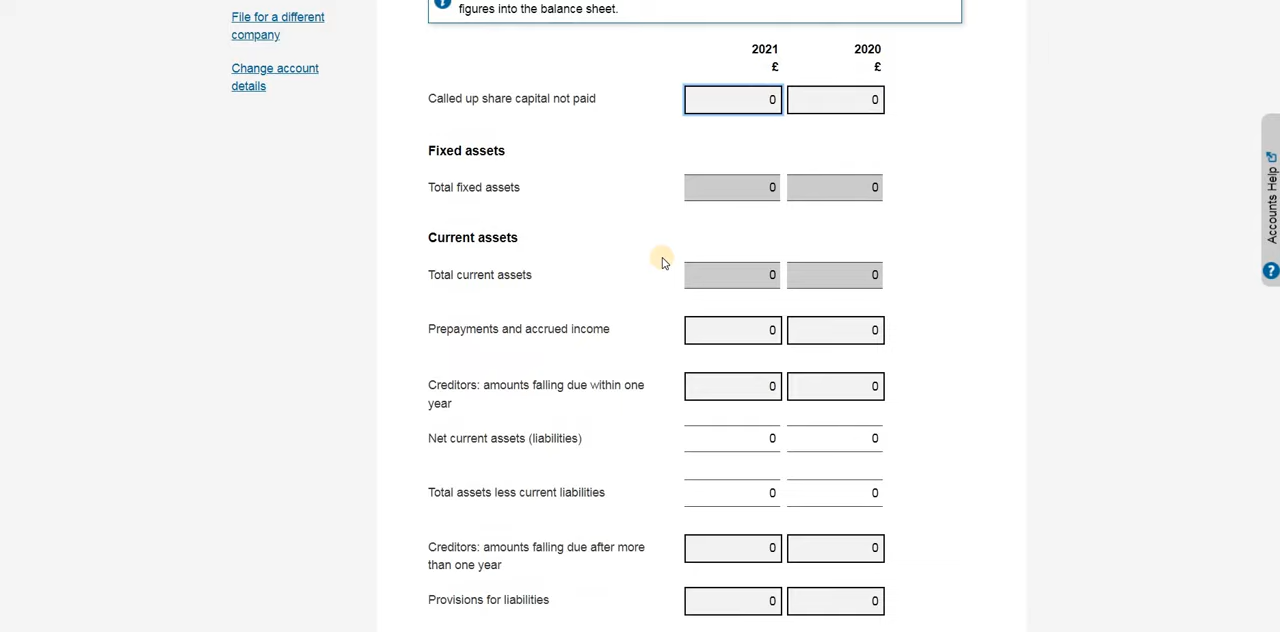 File for a different
company
Change account
details
figures into the balance sheet.
2021 2020
£ £
Called up share capital not paid 0 0
Fixed assets
Total fixed assets 0 0
Current assets
Total current assets 0 0
Prepayments and accrued income 0 0
Creditors: amounts falling due within one
year 0 0
Net current assets (liabilities) 0 0
Total assets less current liabilities 0 0
Creditors: amounts falling due after more
than one year 0 0
Provisions for liabilities 0 0
Accounts Help
?